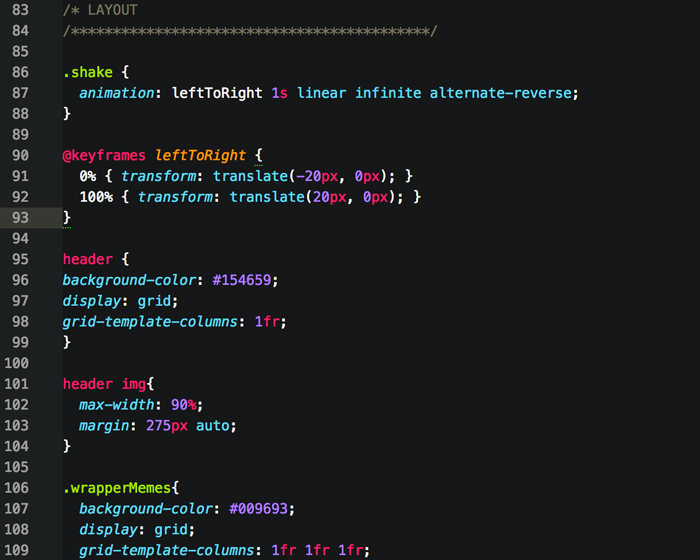 83 /* LAYOUT
84 /*******************************************/
85
86 .shake {
87   animation: leftToRight 1s linear infinite alternate-reverse;
88 }
89
90 @keyframes leftToRight {
91   0% { transform: translate(-20px, 0px); }
92   100% { transform: translate(20px, 0px); }
93 }
94
95 header {
96 background-color: #154659;
97 display: grid;
98 grid-template-columns: 1fr;
99 }
100
101 header img{
102   max-width: 90%;
103   margin: 275px auto;
104 }
105
106 .wrapperMemes{
107   background-color: #009693;
108   display: grid;
109   grid-template-columns: 1fr 1fr 1fr;